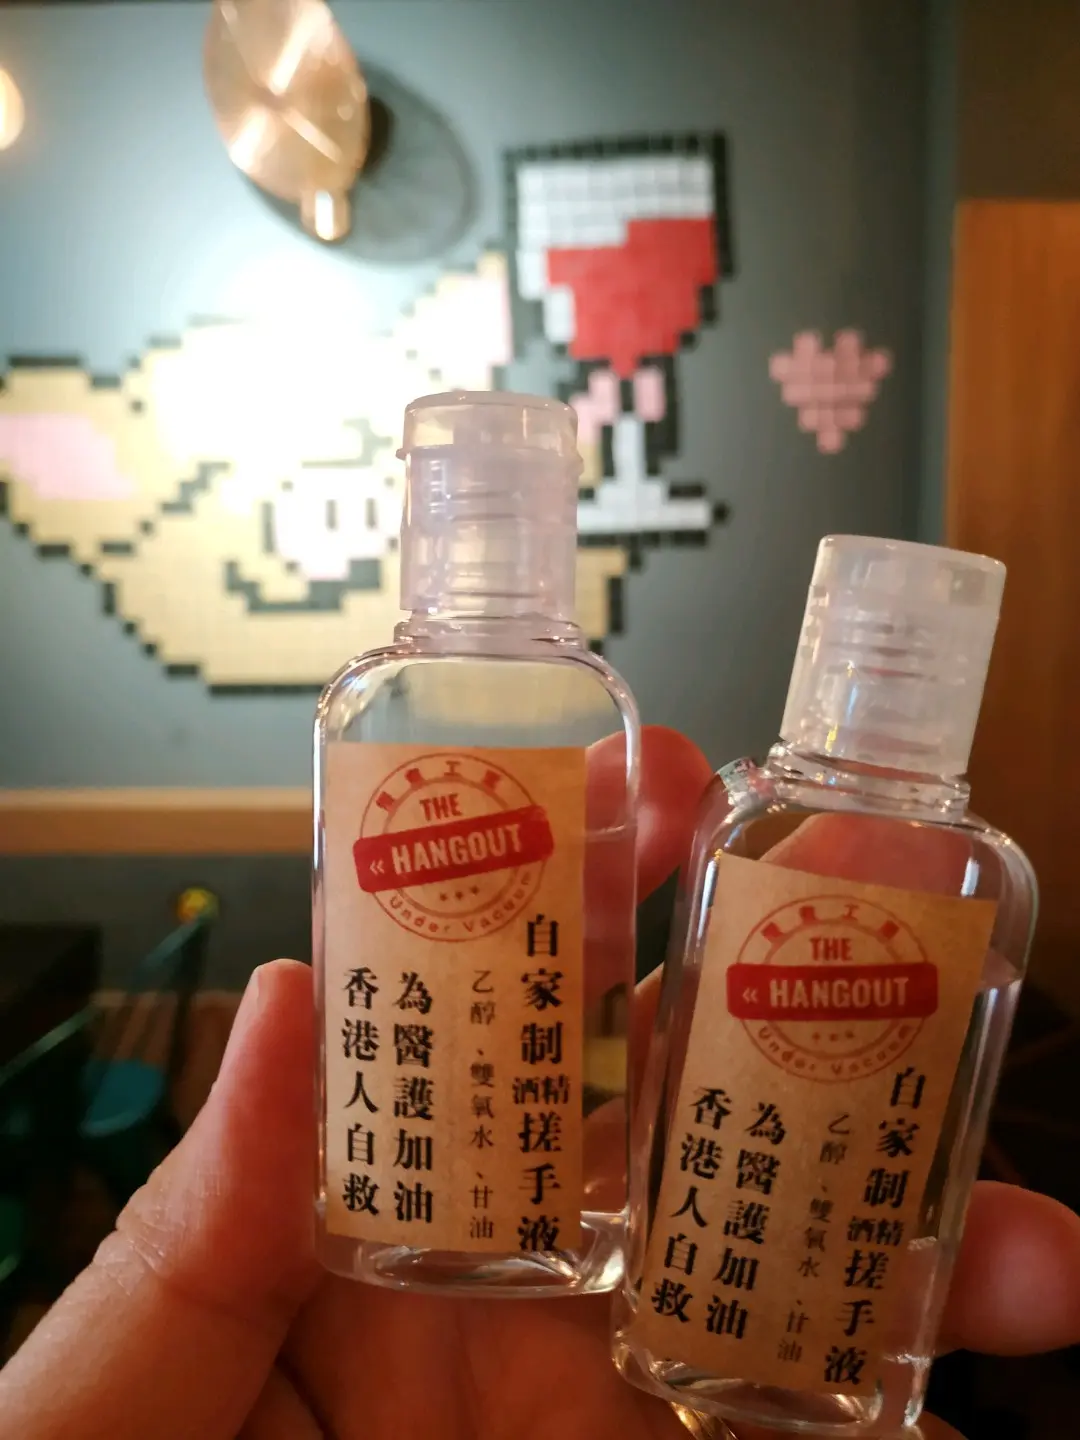 THE
« HANGOUT
Under Vacuum
自家制酒精搓手液
乙醇、雙氧水、甘油
為醫護加油
香港人自救
THE
« HANGOUT
Under Vacuum
自家制酒精搓手液
乙醇、雙氧水、甘油
為醫護加油
香港人自救